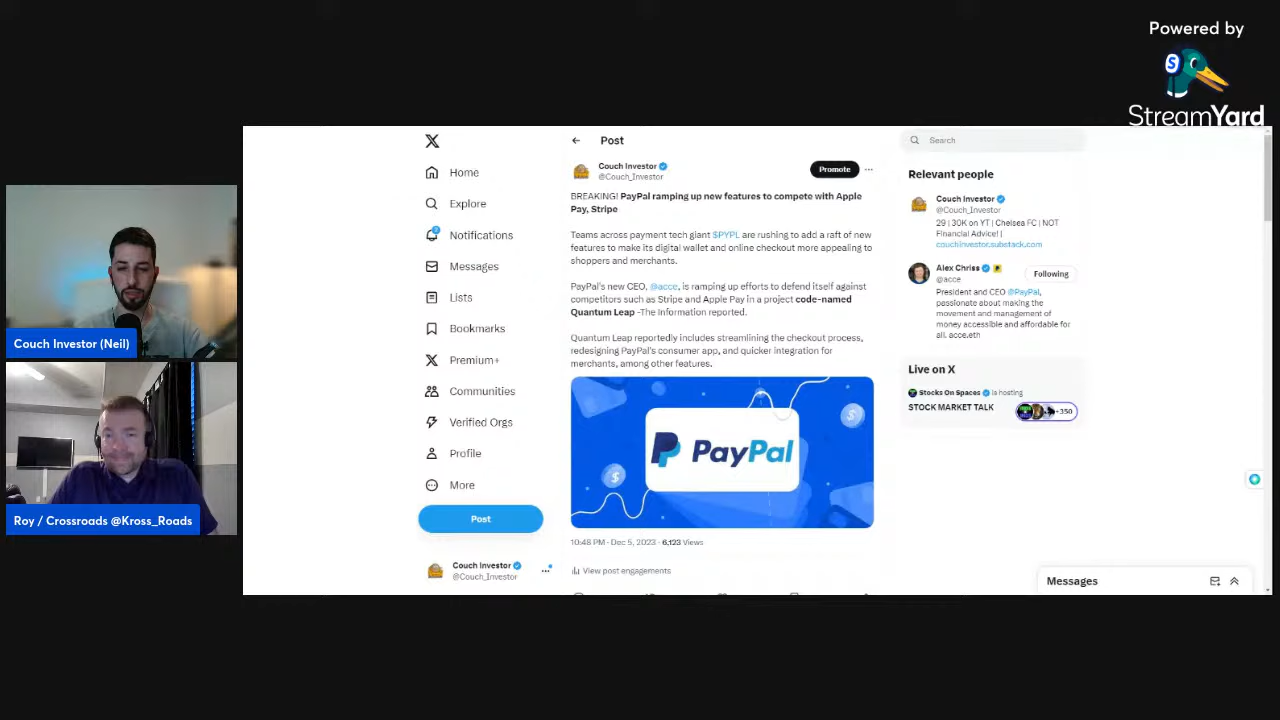 Powered by
S
StreamYard
Couch Investor (Neil)
Roy / Crossroads @Kross_Roads
X
Home
Explore
Notifications
Messages
Lists
Bookmarks
Premium+
Communities
Verified Orgs
Profile
More
Post
Couch Investor
@Couch_Investor
Post
Couch Investor
@Couch_Investor
Promote
BREAKING! PayPal ramping up new features to compete with Apple
Pay, Stripe
Teams across payment tech giant $PYPL are rushing to add a raft of new
features to make its digital wallet and online checkout more appealing to
shoppers and merchants.
PayPal's new CEO, @acce, is ramping up efforts to defend itself against
competitors such as Stripe and Apple Pay in a project code-named
Quantum Leap -The Information reported.
Quantum Leap reportedly includes streamlining the checkout process,
redesigning PayPal's consumer app, and quicker integration for
merchants, among other features.
$
$
PayPal
10:48 PM · Dec 5, 2023 · 6,123 Views
View post engagements
Search
Relevant people
Couch Investor
@Couch_Investor
29 | 30K on YT | Chelsea FC | NOT
Financial Advice! |
couchinvestor.substack.com
Alex Chriss
@acce
Following
President and CEO @PayPal,
passionate about making the
movement and management of
money accessible and affordable for
all. acce.eth
Live on X
Stocks On Spaces is hosting
STOCK MARKET TALK
+350
Messages